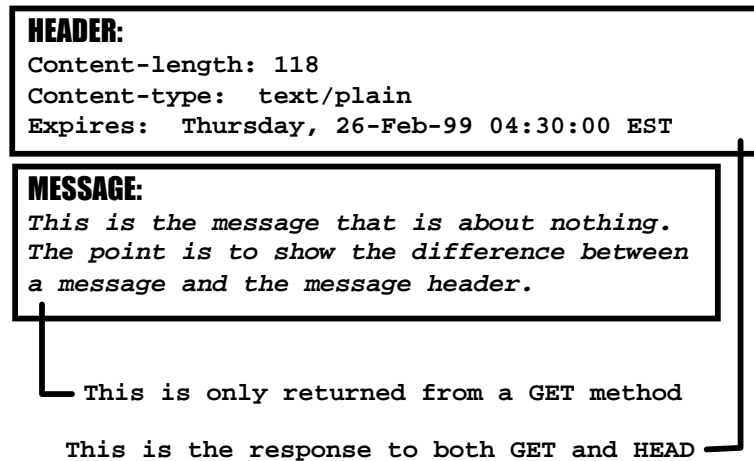 HEADER:
Content-length: 118
Content-type:  text/plain
Expires:  Thursday, 26-Feb-99 04:30:00 EST
MESSAGE:
This is the message that is about nothing.
The point is to show the difference between
a message and the message header.
This is only returned from a GET method
This is the response to both GET and HEAD